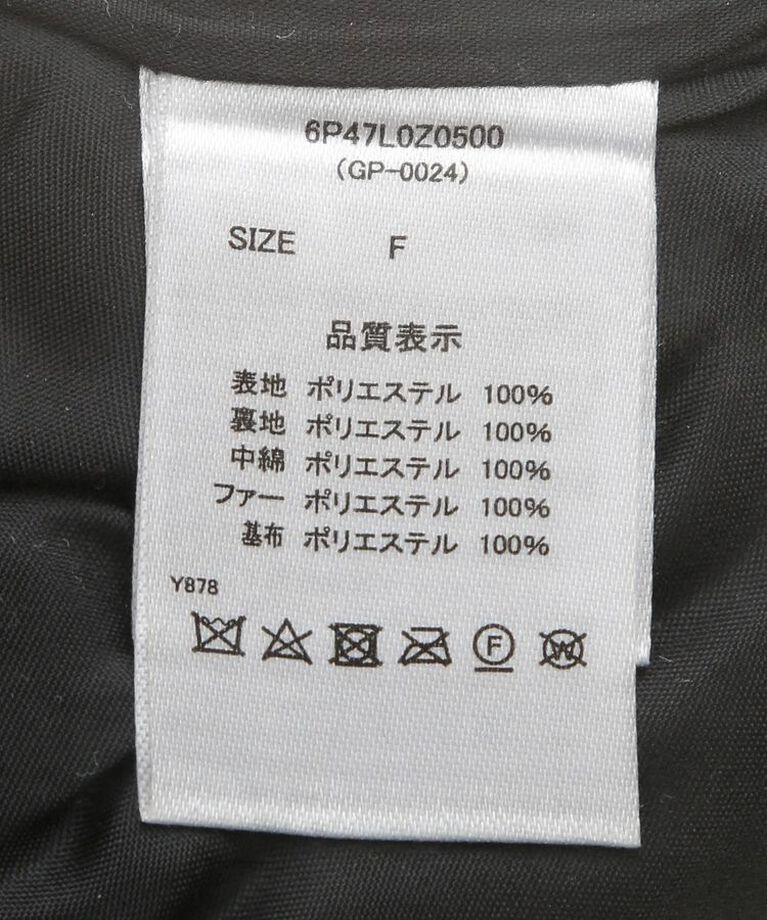 6P47L0Z0500
(GP-0024)
SIZE F
品質表示
表地 ポリエステル 100%
裏地 ポリエステル 100%
中綿 ポリエステル 100%
ファー ポリエステル 100%
基布 ポリエステル 100%
Y878
F W